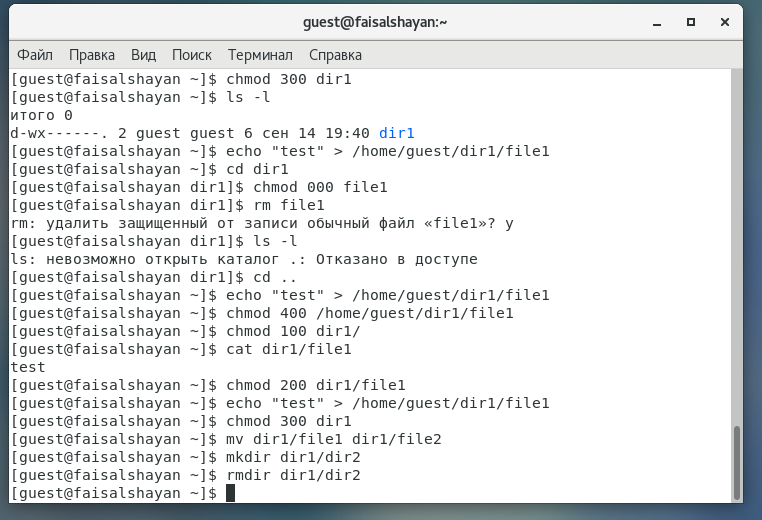 guest@faisalshayan:~
Файл Правка Вид Поиск Терминал Справка
[guest@faisalshayan ~]$ chmod 300 dir1
[guest@faisalshayan ~]$ ls -l
итого 0
d-wx------. 2 guest guest 6 сен 14 19:40 dir1
[guest@faisalshayan ~]$ echo "test" > /home/guest/dir1/file1
[guest@faisalshayan ~]$ cd dir1
[guest@faisalshayan dir1]$ chmod 000 file1
[guest@faisalshayan dir1]$ rm file1
rm: удалить защищенный от записи обычный файл «file1»? y
[guest@faisalshayan dir1]$ ls -l
ls: невозможно открыть каталог .: Отказано в доступе
[guest@faisalshayan dir1]$ cd ..
[guest@faisalshayan ~]$ echo "test" > /home/guest/dir1/file1
[guest@faisalshayan ~]$ chmod 400 /home/guest/dir1/file1
[guest@faisalshayan ~]$ chmod 100 dir1/
[guest@faisalshayan ~]$ cat dir1/file1
test
[guest@faisalshayan ~]$ chmod 200 dir1/file1
[guest@faisalshayan ~]$ echo "test" > /home/guest/dir1/file1
[guest@faisalshayan ~]$ chmod 300 dir1
[guest@faisalshayan ~]$ mv dir1/file1 dir1/file2
[guest@faisalshayan ~]$ mkdir dir1/dir2
[guest@faisalshayan ~]$ rmdir dir1/dir2
[guest@faisalshayan ~]$